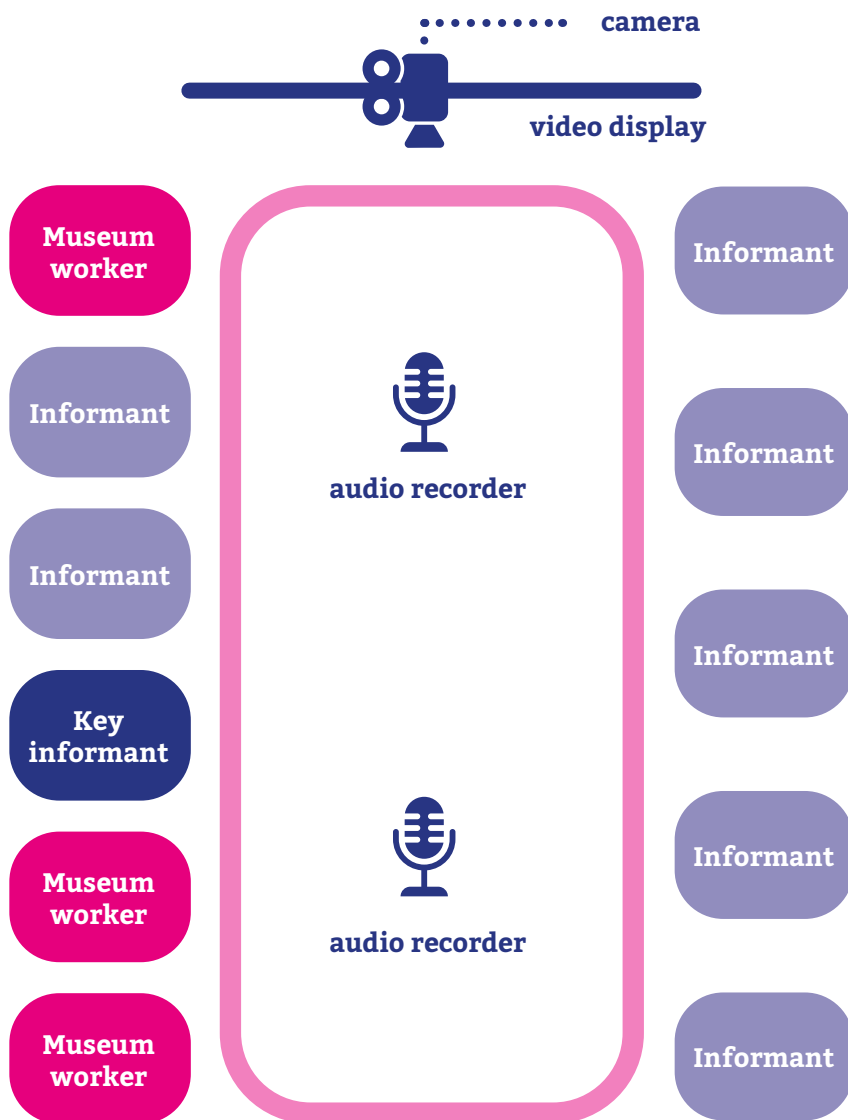 camera
video display
Museum
worker
Informant
Informant
Key
informant
Museum
worker
Museum
worker
audio recorder
audio recorder
Informant
Informant
Informant
Informant
Informant